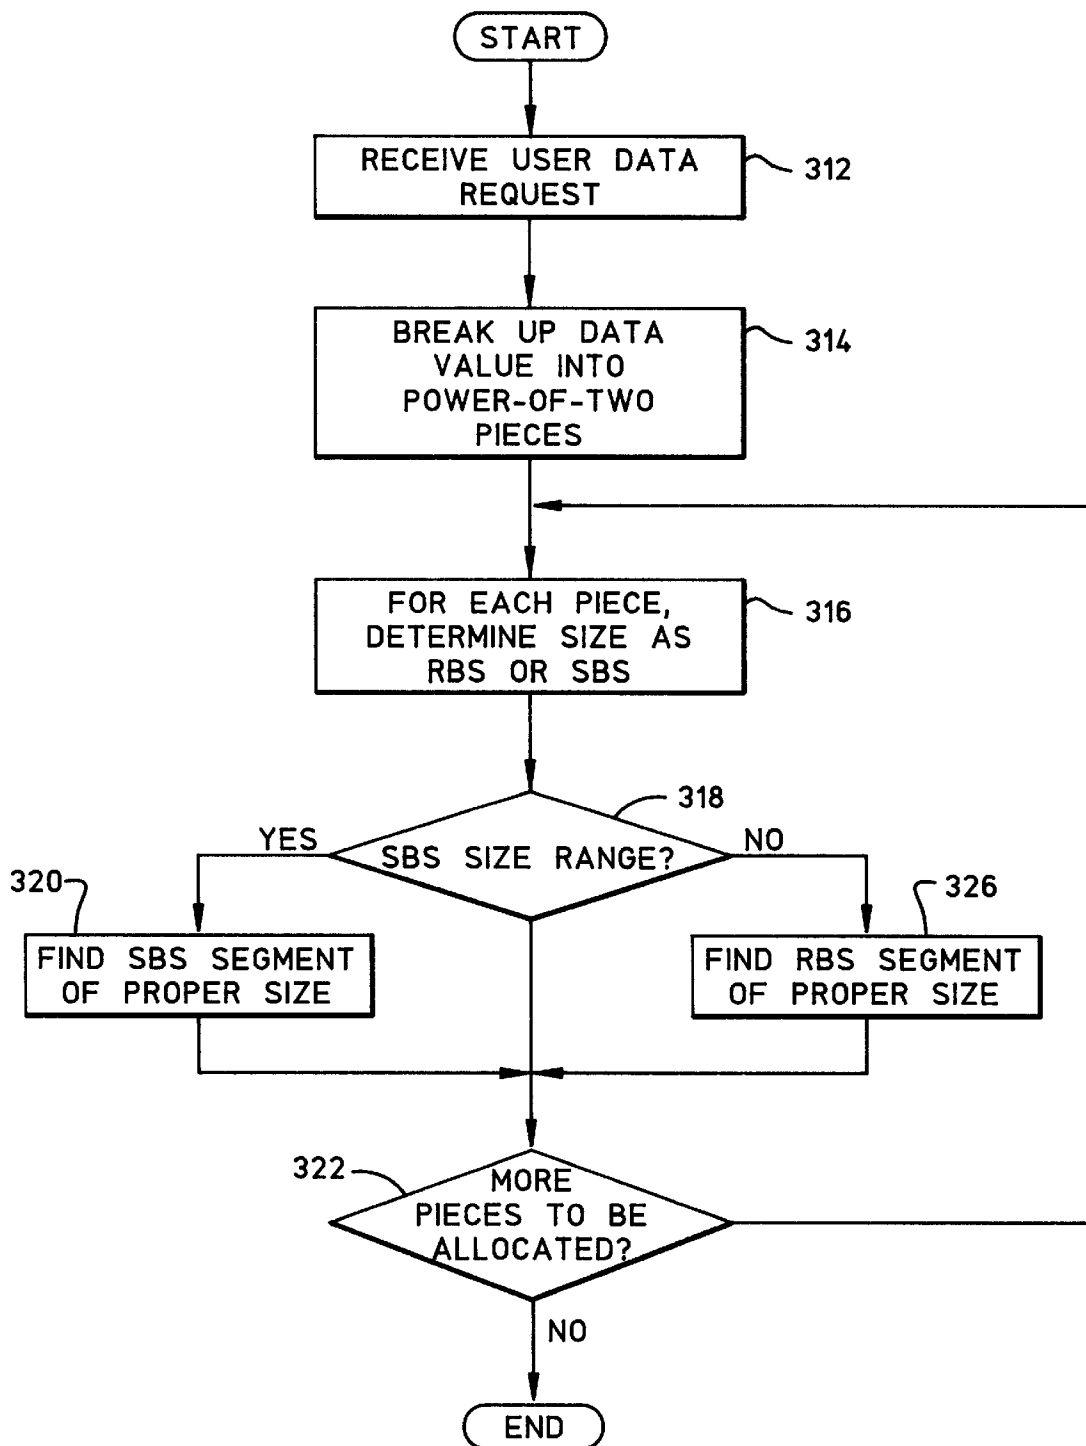 START
RECEIVE USER DATA
REQUEST
312
BREAK UP DATA
VALUE INTO
POWER-OF-TWO
PIECES
314
FOR EACH PIECE,
DETERMINE SIZE AS
RBS OR SBS
316
318
YES
SBS SIZE RANGE?
NO
320
326
FIND SBS SEGMENT
OF PROPER SIZE
FIND RBS SEGMENT
OF PROPER SIZE
322
MORE
PIECES TO BE
ALLOCATED?
NO
END